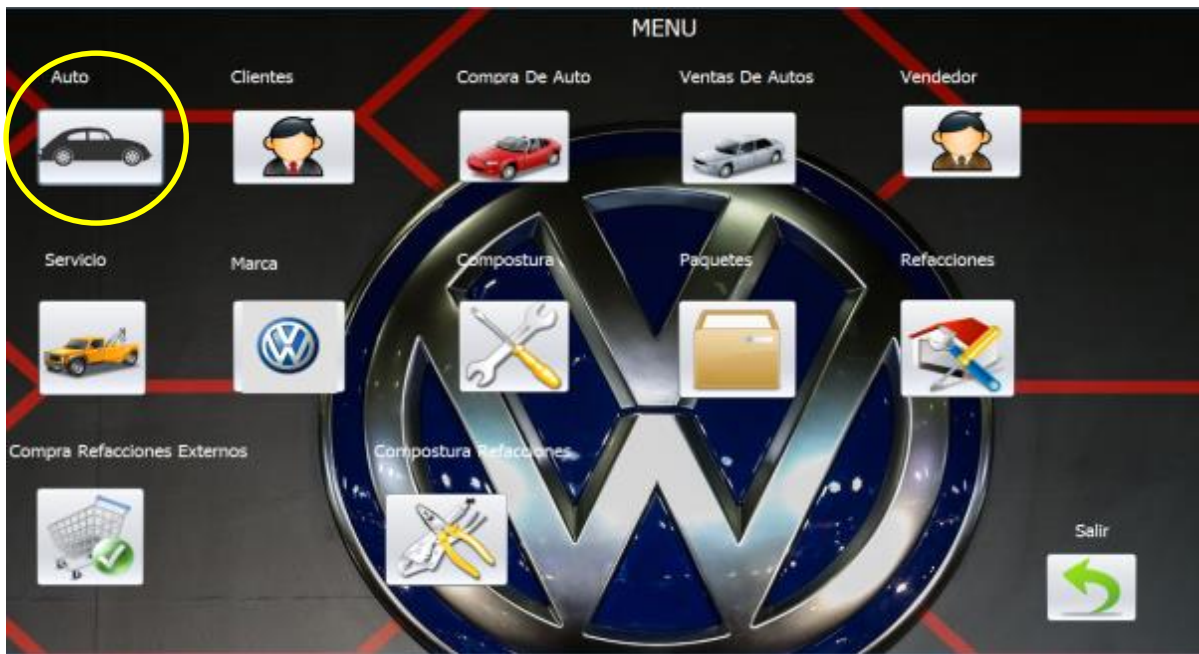 MENU
Auto
Clientes
Compra De Auto
Ventas De Autos
Vendedor
Servicio
Marca
Compostura
Paquetes
Refacciones
Compra Refacciones Externos
Compostura Refacciones
Salir